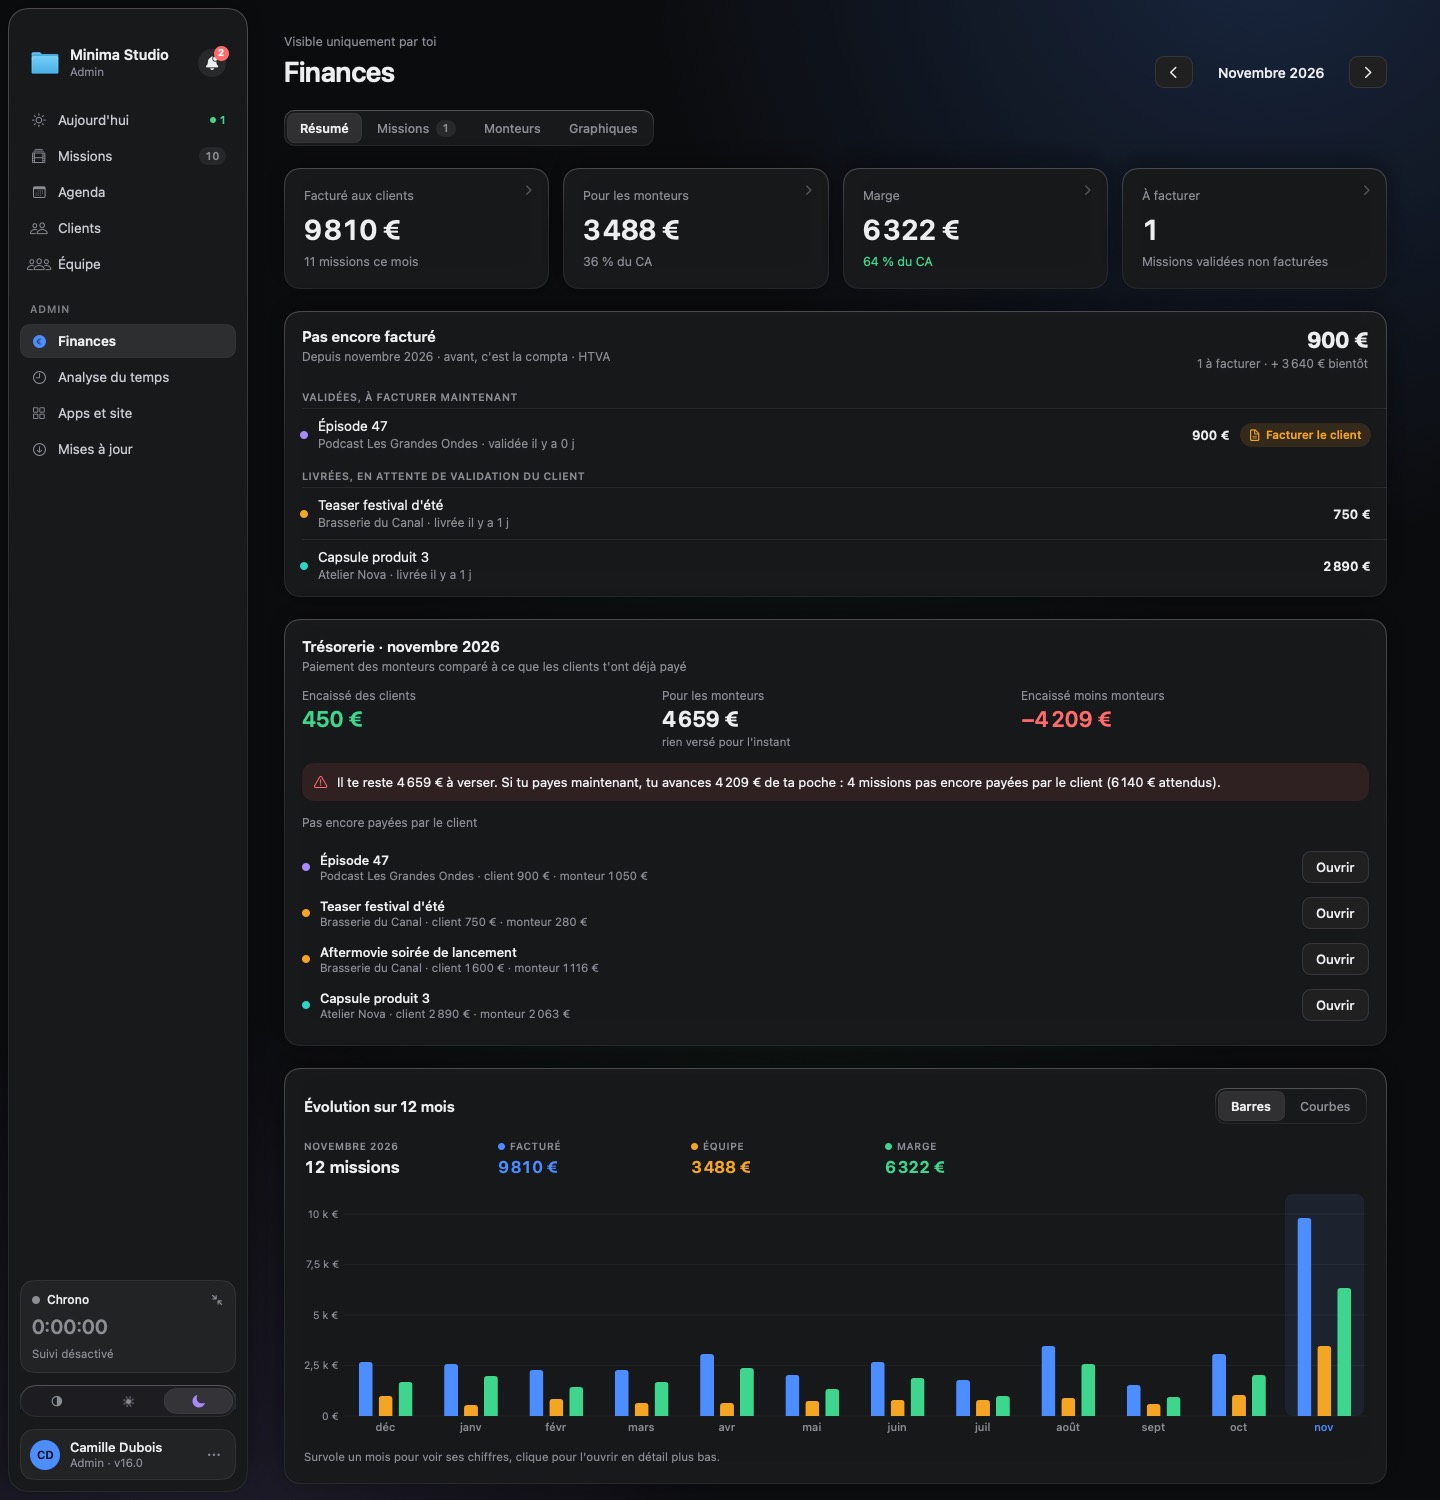 Minima Studio
Admin
2
Aujourd'hui
1
Missions
10
Agenda
Clients
Équipe
ADMIN
Finances
Analyse du temps
Apps et site
Mises à jour
Chrono
0:00:00
Suivi désactivé
CD
Camille Dubois
Admin · v16.0
Visible uniquement par toi
Finances
Novembre 2026
Résumé
Missions 1
Monteurs
Graphiques
Facturé aux clients
9 810 €
11 missions ce mois
Pour les monteurs
3 488 €
36 % du CA
Marge
6 322 €
64 % du CA
À facturer
1
Missions validées non facturées
Pas encore facturé
Depuis novembre 2026 · avant, c'est la compta · HTVA
900 €
1 à facturer · + 3 640 € bientôt
VALIDÉES, À FACTURER MAINTENANT
Épisode 47
Podcast Les Grandes Ondes · validée il y a 0 j
900 €
Facturer le client
LIVRÉES, EN ATTENTE DE VALIDATION DU CLIENT
Teaser festival d'été
Brasserie du Canal · livrée il y a 1 j
750 €
Capsule produit 3
Atelier Nova · livrée il y a 1 j
2 890 €
Trésorerie · novembre 2026
Paiement des monteurs comparé à ce que les clients t'ont déjà payé
Encaissé des clients
450 €
Pour les monteurs
4 659 €
rien versé pour l'instant
Encaissé moins monteurs
−4 209 €
Il te reste 4 659 € à verser. Si tu payes maintenant, tu avances 4 209 € de ta poche : 4 missions pas encore payées par le client (6 140 € attendus).
Pas encore payées par le client
Épisode 47
Podcast Les Grandes Ondes · client 900 € · monteur 1 050 €
Ouvrir
Teaser festival d'été
Brasserie du Canal · client 750 € · monteur 280 €
Ouvrir
Aftermovie soirée de lancement
Brasserie du Canal · client 1 600 € · monteur 1 116 €
Ouvrir
Capsule produit 3
Atelier Nova · client 2 890 € · monteur 2 063 €
Ouvrir
Évolution sur 12 mois
Barres
Courbes
NOVEMBRE 2026
12 missions
FACTURÉ
9 810 €
ÉQUIPE
3 488 €
MARGE
6 322 €
10 k €
7,5 k €
5 k €
2,5 k €
0 €
déc janv févr mars avr mai juin juil août sept oct nov
Survole un mois pour voir ses chiffres, clique pour l'ouvrir en détail plus bas.